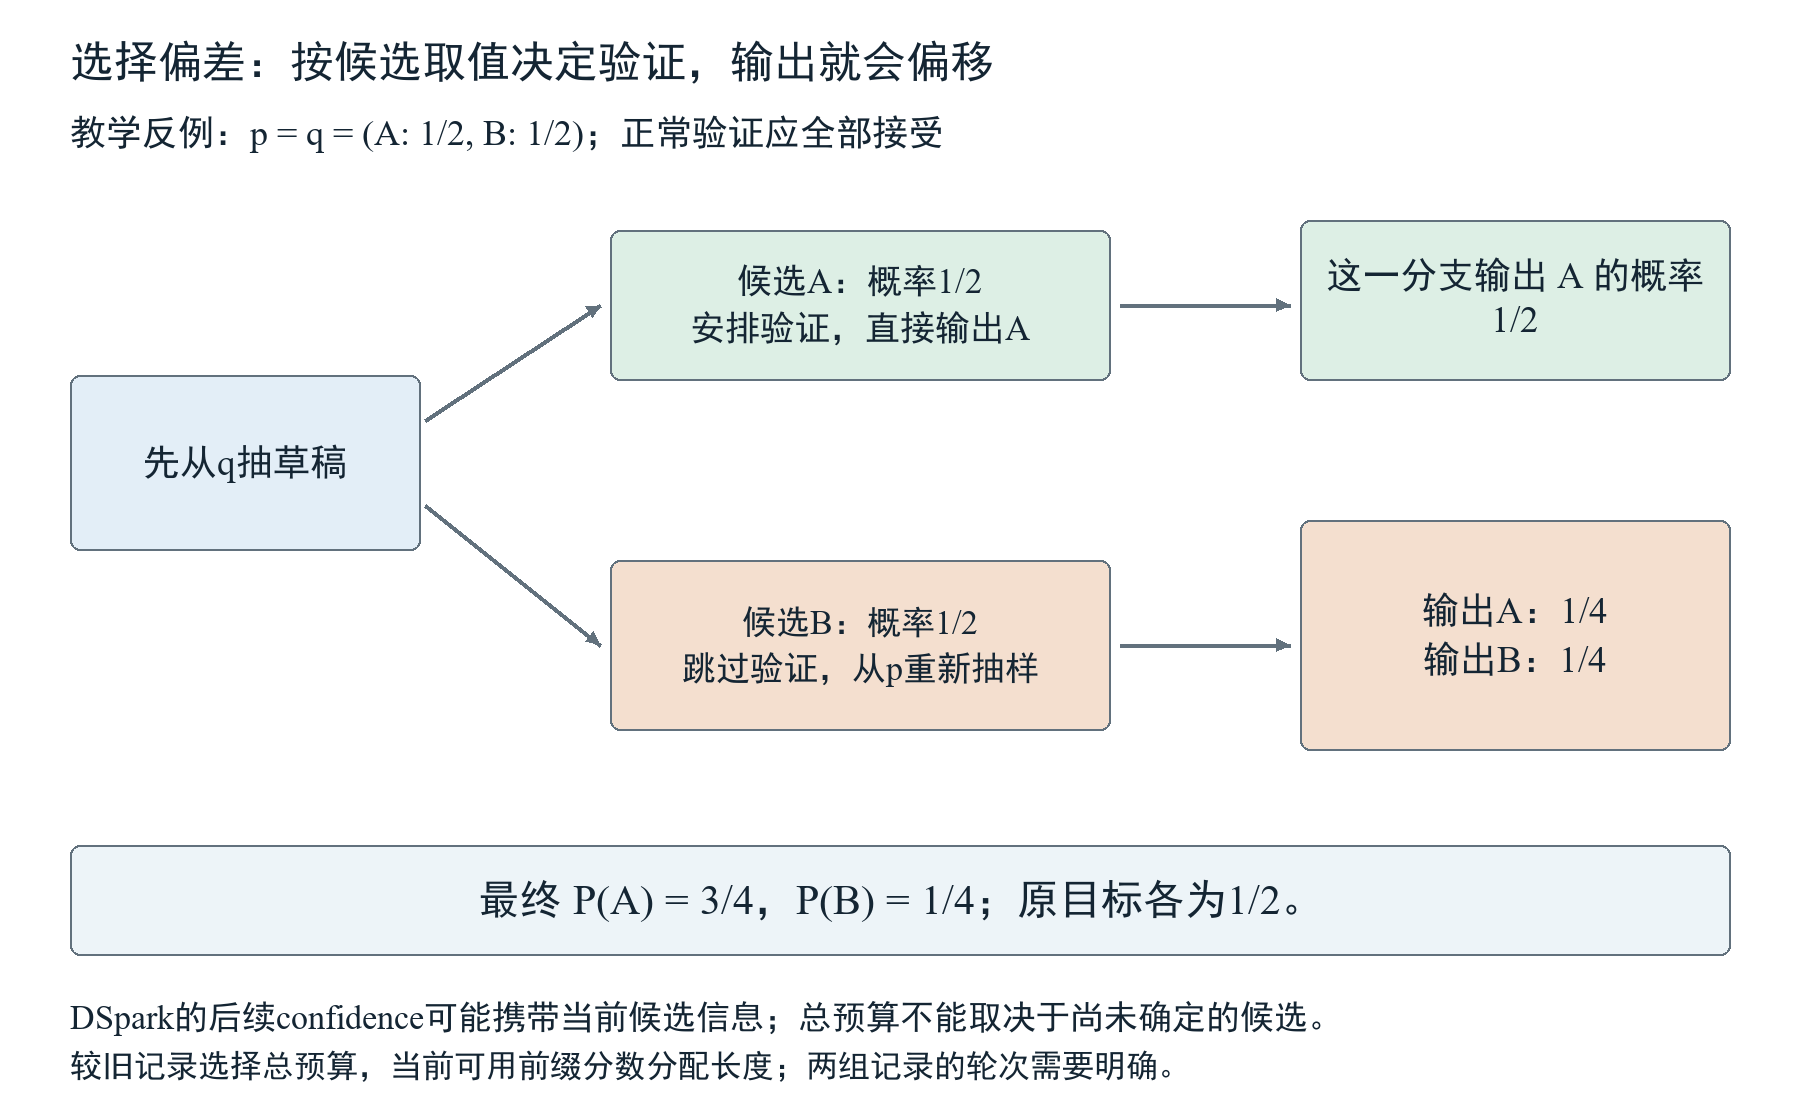 选择偏差：按候选取值决定验证，输出就会偏移
教学反例：p = q = (A: 1/2, B: 1/2)；正常验证应全部接受
先从q抽草稿
候选A：概率1/2
安排验证，直接输出A
这一分支输出 A 的概率
1/2
候选B：概率1/2
跳过验证，从p重新抽样
输出A：1/4
输出B：1/4
最终 P(A) = 3/4，P(B) = 1/4；原目标各为1/2。
DSpark的后续confidence可能携带当前候选信息；总预算不能取决于尚未确定的候选。
较旧记录选择总预算，当前可用前缀分数分配长度；两组记录的轮次需要明确。